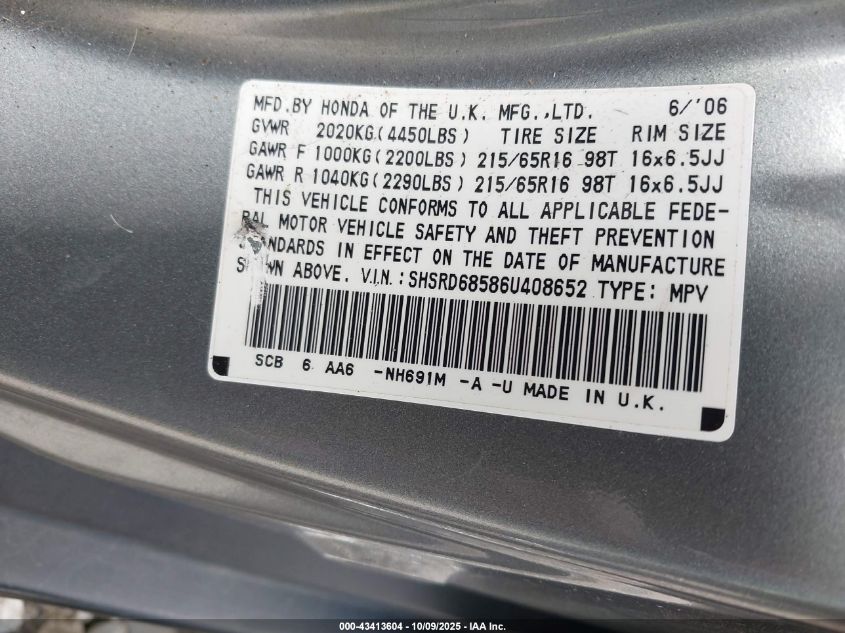 MFD.BY HONDA OF THE U.K. MFG.,LTD. 6/'06
GVWR 2020KG(4450LBS) TIRE SIZE RIM SIZE
GAWR F 1000KG(2200LBS) 215/65R16 98T 16x6.5JJ
GAWR R 1040KG(2290LBS) 215/65R16 98T 16x6.5JJ
THIS VEHICLE CONFORMS TO ALL APPLICABLE FEDE-
RAL MOTOR VEHICLE SAFETY AND THEFT PREVENTION
STANDARDS IN EFFECT ON THE DATE OF MANUFACTURE
SHOWN ABOVE. V.I.N.:SHSRD68586U408652 TYPE: MPV
SCB 6 AA6 -NH691M -A -U MADE IN U.K.
000-43413604 - 10/09/2025 - IAA Inc.